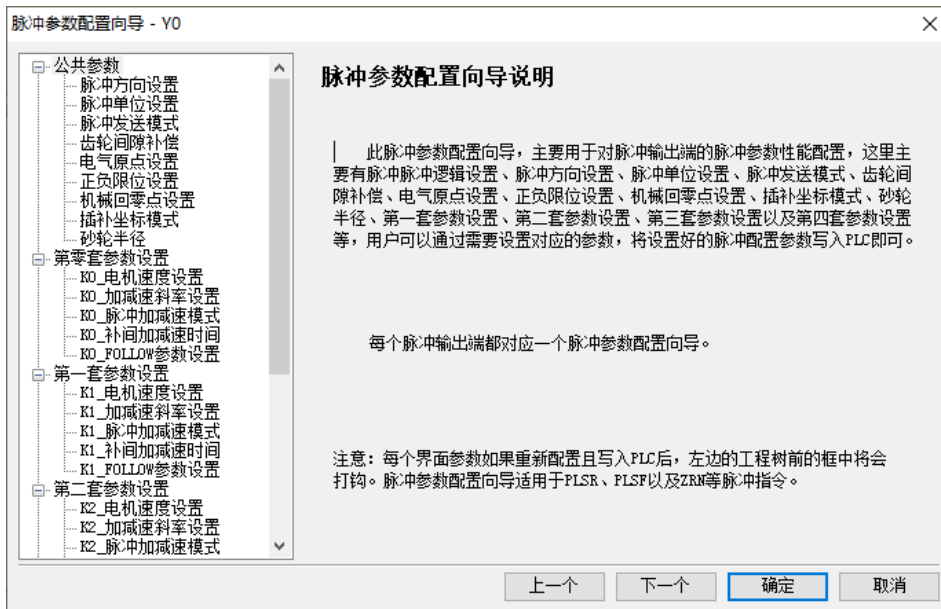 脉冲参数配置向导 - Y0
公共参数
脉冲方向设置
脉冲单位设置
脉冲发送模式
齿轮间隙补偿
电气原点设置
正负限位设置
机械回零点设置
插补坐标模式
砂轮半径
第零套参数设置
K0_电机速度设置
K0_加减速斜率设置
K0_脉冲加减速模式
K0_补间加减速时间
K0_FOLLOW参数设置
第一套参数设置
K1_电机速度设置
K1_加减速斜率设置
K1_脉冲加减速模式
K1_补间加减速时间
K1_FOLLOW参数设置
第二套参数设置
K2_电机速度设置
K2_加减速斜率设置
K2_脉冲加减速模式
脉冲参数配置向导说明
此脉冲参数配置向导，主要用于对脉冲输出端的脉冲参数性能配置，这里主
要有脉冲脉冲逻辑设置、脉冲方向设置、脉冲单位设置、脉冲发送模式、齿轮间
隙补偿、电气原点设置、正负限位设置、机械回零点设置、插补坐标模式、砂轮
半径、第一套参数设置、第二套参数设置、第三套参数设置以及第四套参数设置
等，用户可以通过需要设置对应的参数，将设置好的脉冲配置参数写入PLC即可。
每个脉冲输出端都对应一个脉冲参数配置向导。
注意：每个界面参数如果重新配置且写入PLC后，左边的工程树前的框中将会
打钩。脉冲参数配置向导适用于PLSR、PLSF以及ZRN等脉冲指令。
上一个
下一个
确定
取消